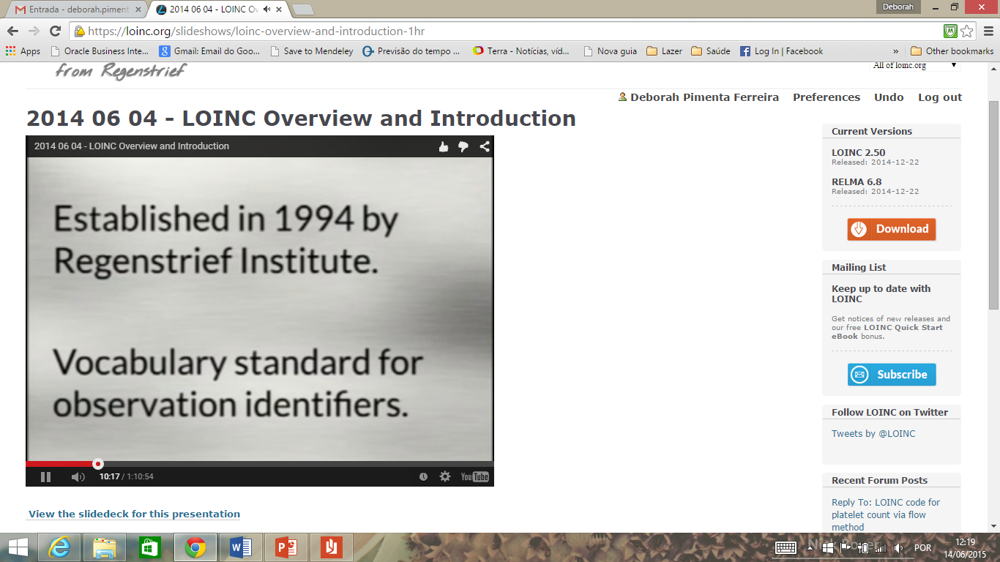 Entrada - deborah.piment
2014 06 04 - LOINC Ov
Deborah
https://loinc.org/slideshows/loinc-overview-and-introduction-1hr
Apps
Oracle Business Inte...
Gmail: Email do Goo...
Save to Mendeley
Previsão do tempo ...
Terra - Notícias, víd...
Nova guia
Lazer
Saúde
Log In | Facebook
»
Other bookmarks
from Regenstrief
All of loinc.org
Deborah Pimenta Ferreira
Preferences
Undo
Log out
2014 06 04 - LOINC Overview and Introduction
2014 06 04 - LOINC Overview and Introduction
Established in 1994 by
Regenstrief Institute.
Vocabulary standard for
observation identifiers.
10:17 / 1:10:54
YouTube
View the slidedeck for this presentation
Current Versions
LOINC 2.50
Released: 2014-12-22
RELMA 6.8
Released: 2014-12-22
Download
Mailing List
Keep up to date with
LOINC
Get notices of new releases and
our free LOINC Quick Start
eBook bonus.
Subscribe
Follow LOINC on Twitter
Tweets by @LOINC
Recent Forum Posts
Reply To: LOINC code for
platelet count via flow
method
POR
12:19
14/06/2015